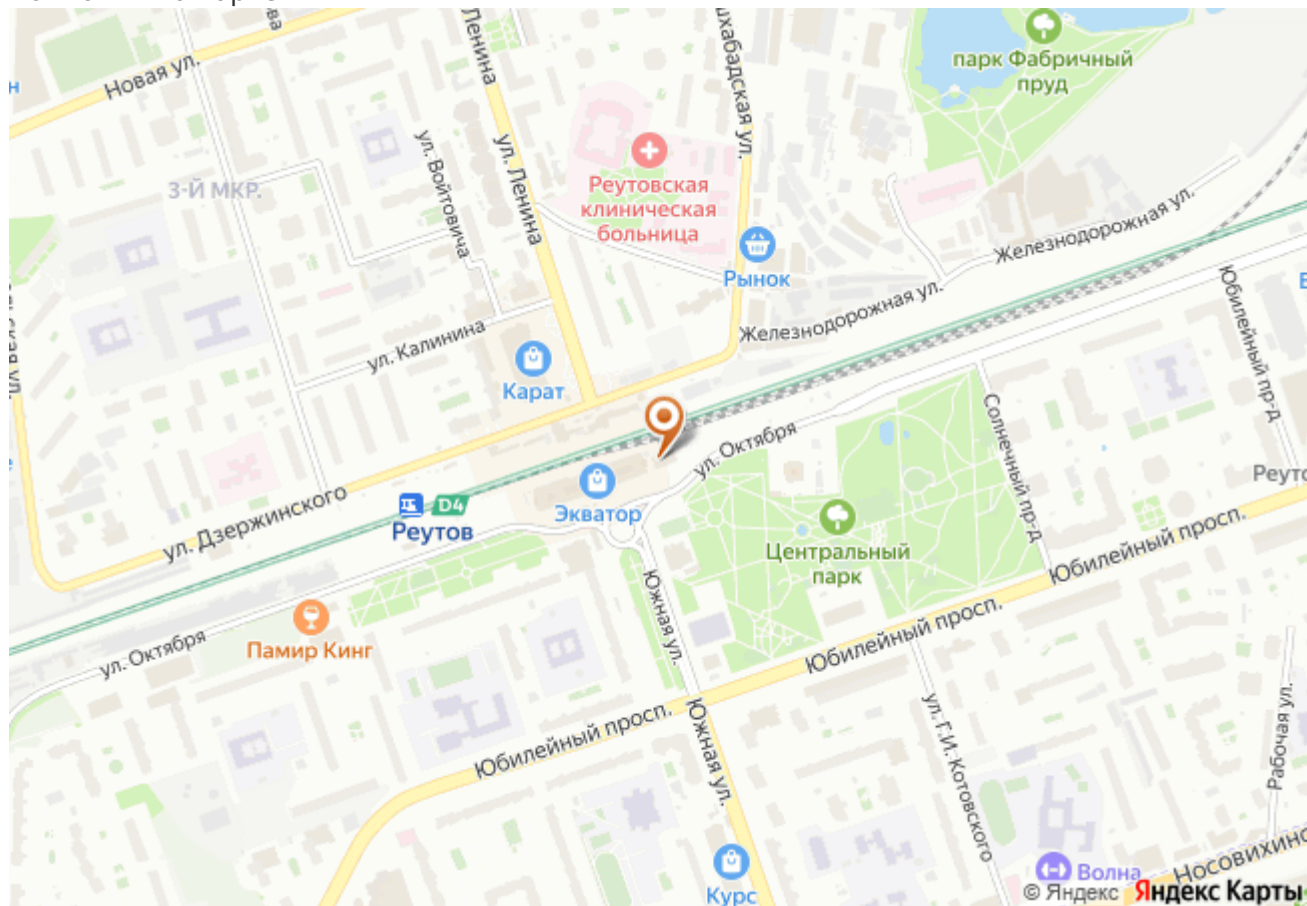 Новая ул.
Ленина
парк Фабричный
пруд
ул. Войтовича
ул. Ленина
3-Й МКР.
Реутовская
клиническая
больница
Рынок
Железнодорожная ул.
Железнодорожная ул.
Юбилейный пр-д
ул. Калинина
Карат
ул. Октября
Солнечный пр-д
Экватор
D4
Реутов
ул. Дзержинского
Центральный
парк
Юбилейный просп.
Южная ул.
Памир Кинг
ул. Октября
Юбилейный просп.
Юбилейный просп.
Южная ул.
ул. Г.И. Котовского
Рабочая ул.
Курс
Волна
© Яндекс Яндекс Карты